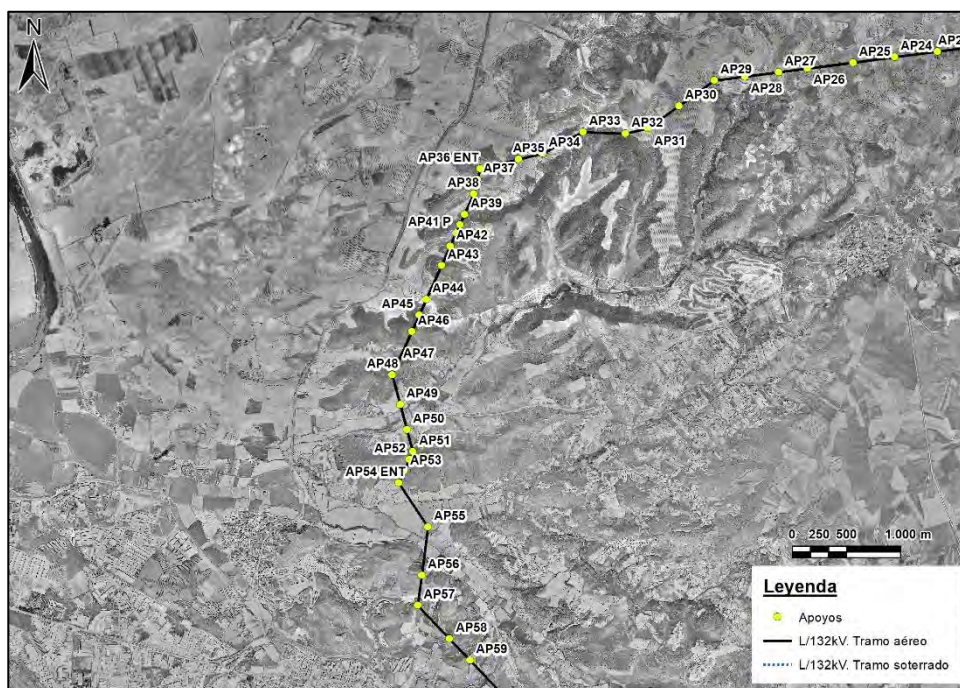 N
AP29
AP27
AP25
AP24
AP2
AP28
AP26
AP30
AP33
AP32
AP31
AP35
AP34
AP36 ENT
AP37
AP38
AP39
AP41 P
AP42
AP43
AP44
AP45
AP46
AP47
AP48
AP49
AP50
AP51
AP52
AP53
AP54 ENT
AP55
AP56
AP57
AP58
AP59
0 250 500 1.000 m
Leyenda
Apoyos
L/132kV. Tramo aéreo
L/132kV. Tramo soterrado